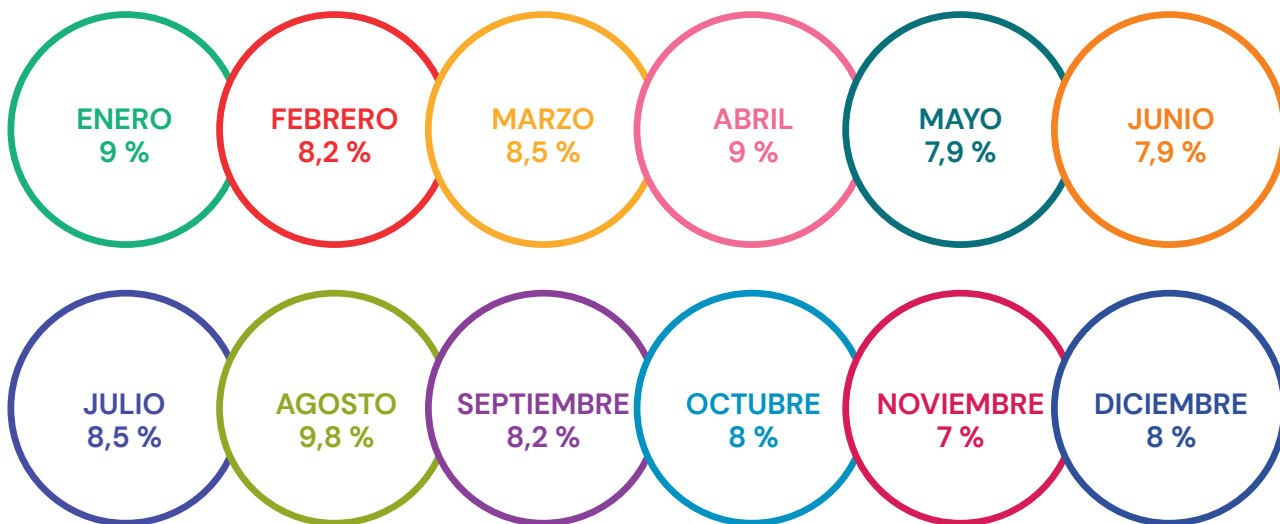 ENERO
9 %
FEBRERO
8,2 %
MARZO
8,5 %
ABRIL
9 %
MAYO
7,9 %
JUNIO
7,9 %
JULIO
8,5 %
AGOSTO
9,8 %
SEPTIEMBRE
8,2 %
OCTUBRE
8 %
NOVIEMBRE
7 %
DICIEMBRE
8 %